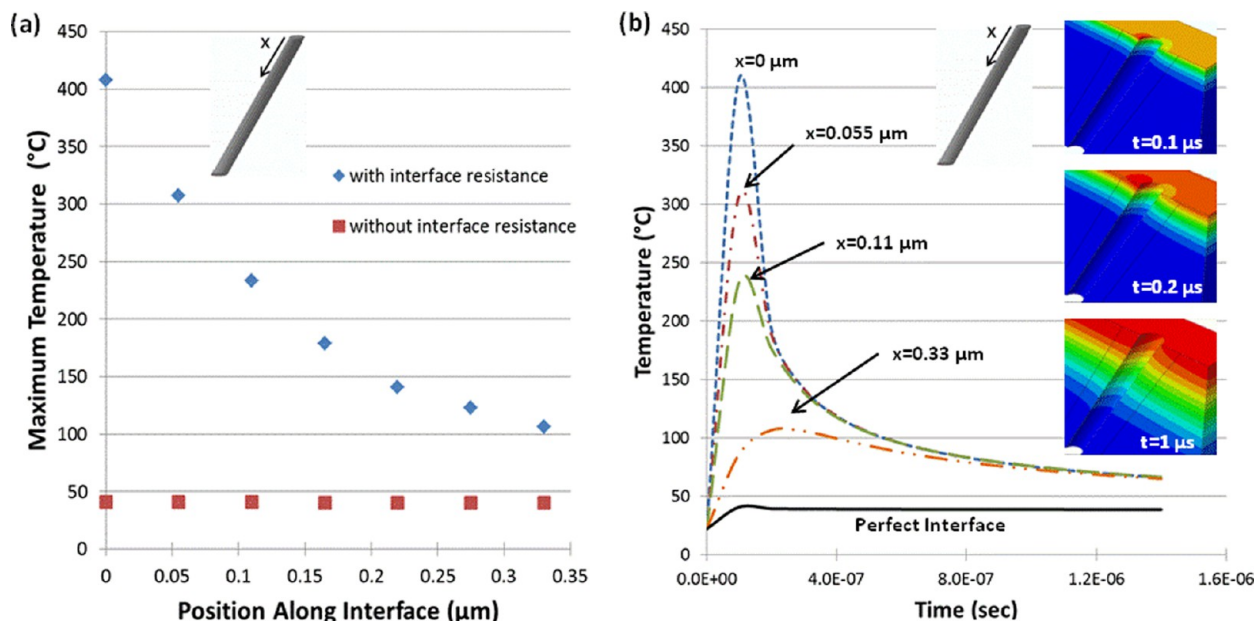 (a)
450
400
350
300
250
200
150
100
50
0
Maximum Temperature (°C)
x
with interface resistance
without interface resistance
0 0.05 0.1 0.15 0.2 0.25 0.3 0.35
Position Along Interface (μm)
(b)
450
400
350
300
250
200
150
100
50
0
Temperature (°C)
x
x=0 μm
x=0.055 μm
x=0.11 μm
x=0.33 μm
Perfect Interface
t=0.1 μs
t=0.2 μs
t=1 μs
0.0E+00 4.0E-07 8.0E-07 1.2E-06 1.6E-06
Time (sec)